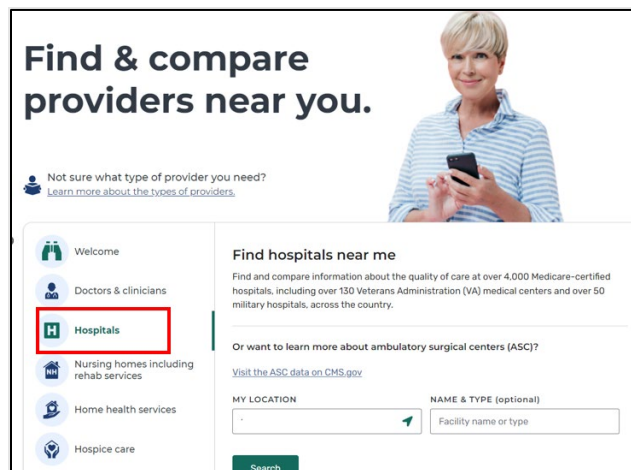 Find & compare
providers near you.
Not sure what type of provider you need?
Learn more about the types of providers.
Welcome
Doctors & clinicians
H
Hospitals
NH
Nursing homes including
rehab services
Home health services
Hospice care
Find hospitals near me
Find and compare information about the quality of care at over 4,000 Medicare-certified
hospitals, including over 130 Veterans Administration (VA) medical centers and over 50
military hospitals, across the country.
Or want to learn more about ambulatory surgical centers (ASC)?
Visit the ASC data on CMS.gov
MY LOCATION
NAME & TYPE (optional)
Facility name or type
Search